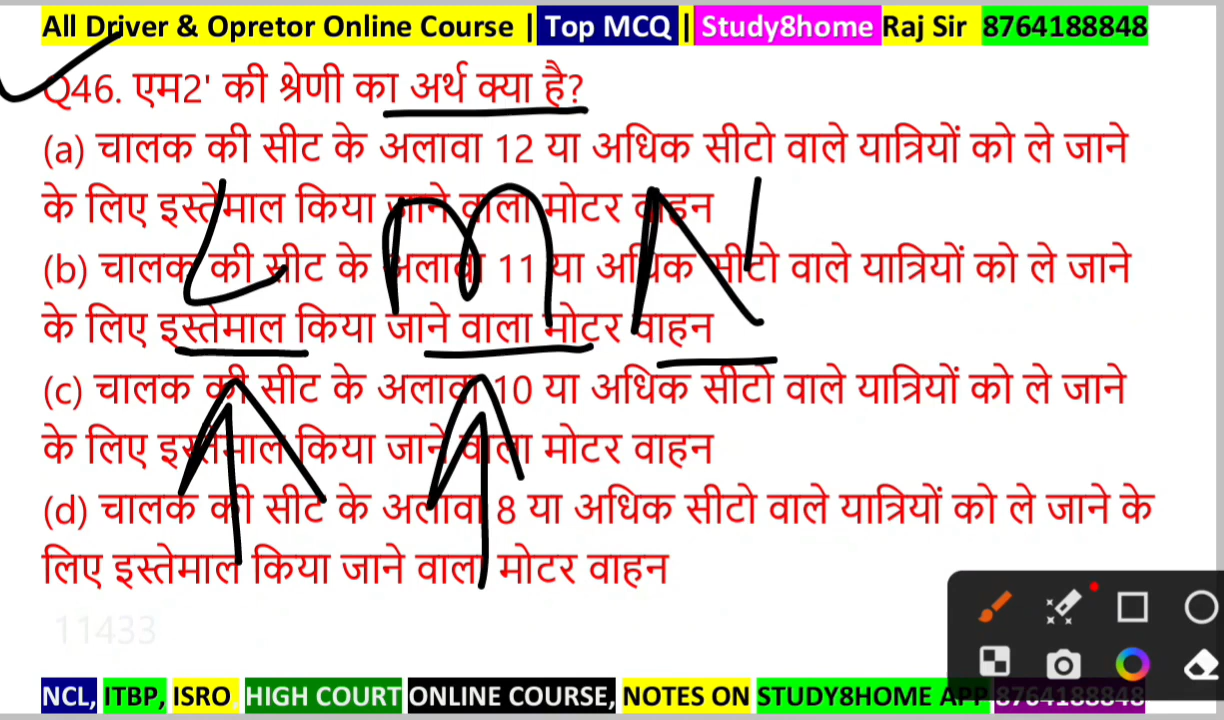 All Driver & Opretor Online Course | Top MCQ | Study8home Raj Sir 8764188848
Q46. एम2' की श्रेणी का अर्थ क्या है?
(a) चालक की सीट के अलावा 12 या अधिक सीटो वाले यात्रियों को ले जाने
के लिए इस्तेमाल किया जाने वाला मोटर वाहन
(b) चालक की सीट के अलावा 11 या अधिक सीटो वाले यात्रियों को ले जाने
के लिए इस्तेमाल किया जाने वाला मोटर वाहन
(c) चालक की सीट के अलावा 10 या अधिक सीटो वाले यात्रियों को ले जाने
के लिए इस्तेमाल किया जाने वाला मोटर वाहन
(d) चालक की सीट के अलावा 8 या अधिक सीटो वाले यात्रियों को ले जाने के
लिए इस्तेमाल किया जाने वाला मोटर वाहन
L m N
11433
NCL, ITBP, ISRO, HIGH COURT ONLINE COURSE, NOTES ON STUDY8HOME APP 8764188848